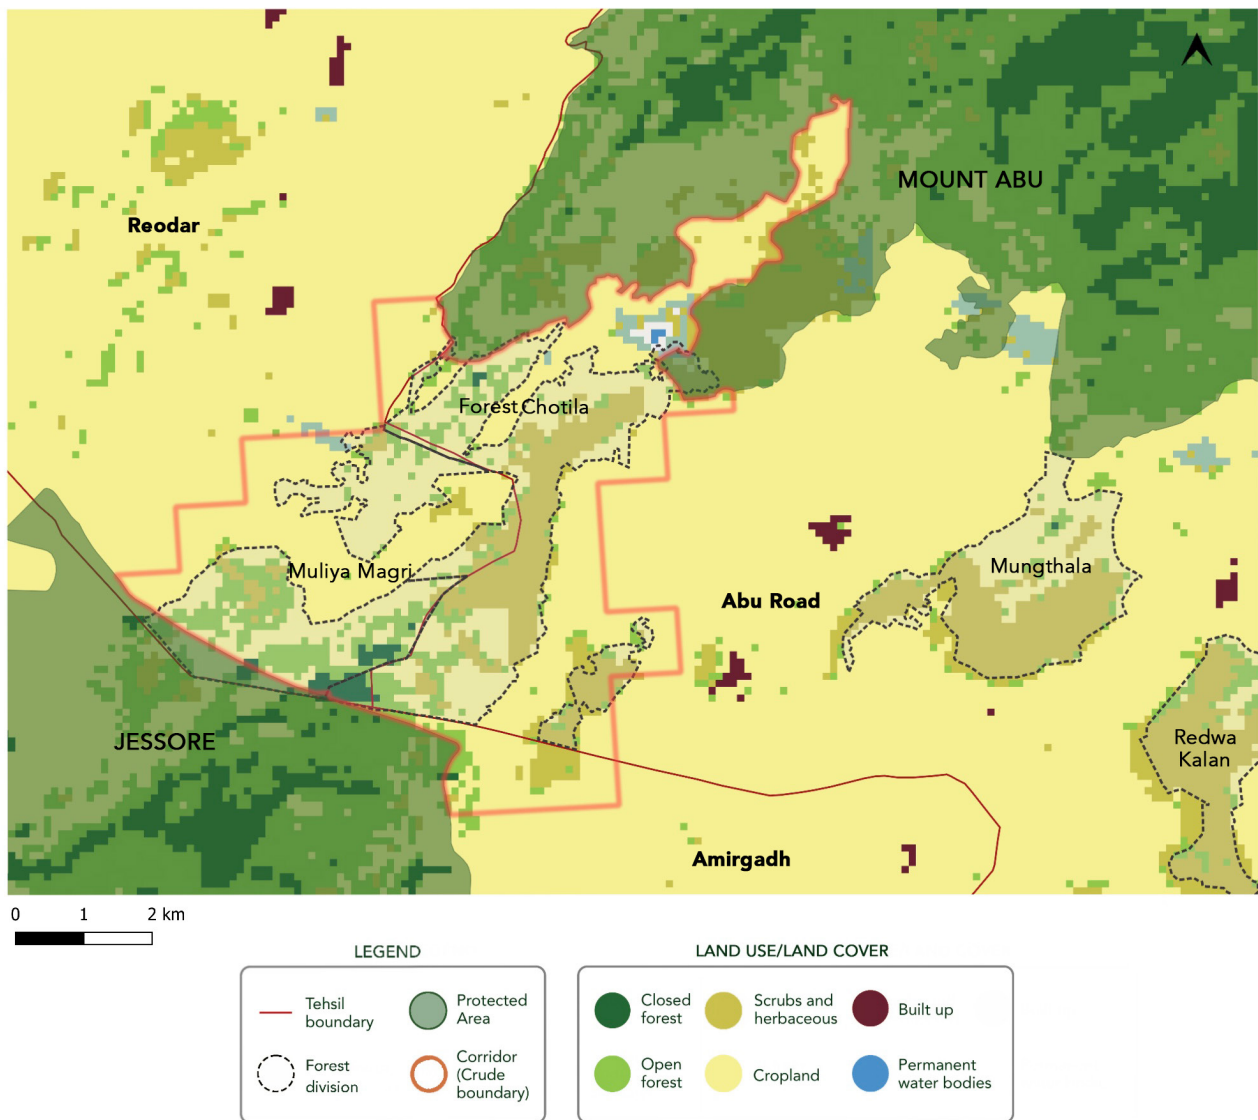 MOUNT ABU
Reodar
Forest Chotila
Muliya Magri
Mungthala
Abu Road
JESSORE
Redwa
Kalan
Amirgadh
0 1 2 km
LEGEND
Tehsil
boundary
Protected
Area
Forest
division
Corridor
(Crude
boundary)
LAND USE/LAND COVER
Closed
forest
Scrubs and
herbaceous
Built up
Open
forest
Cropland
Permanent
water bodies